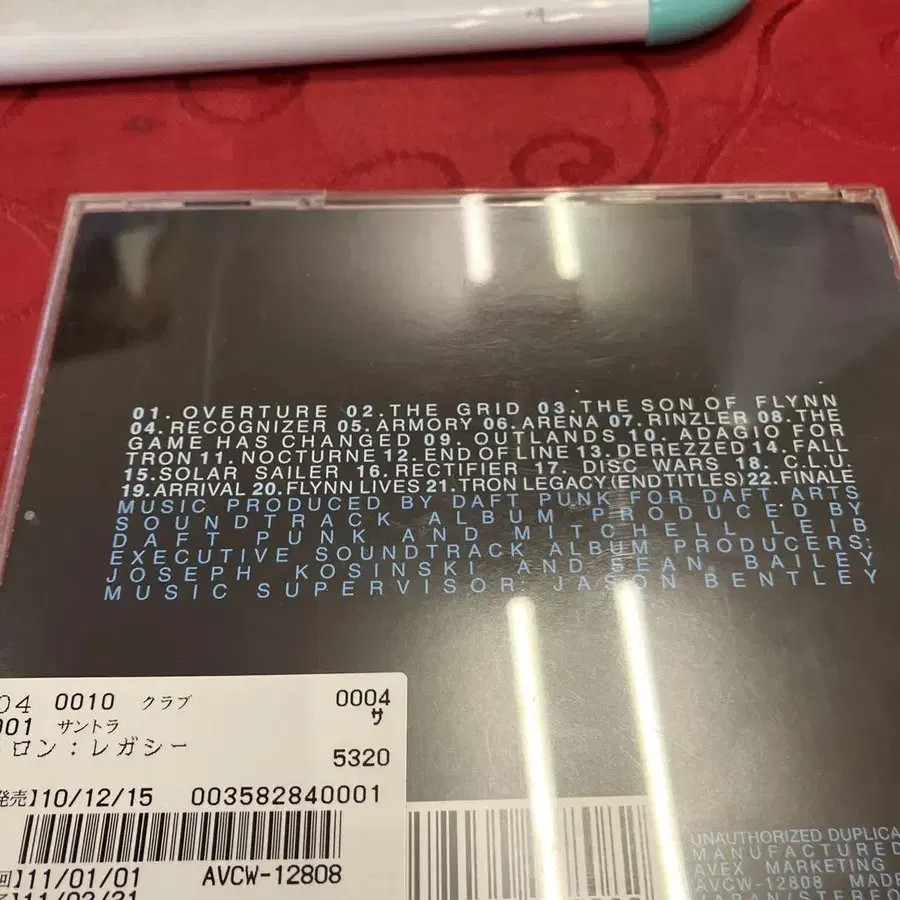 01. OVERTURE 02. THE GRID 03. THE SON OF FLYNN
04. RECOGNIZER 05. ARMORY 06. ARENA 07. RINZLER 08. THE
GAME HAS CHANGED 09. OUTLANDS 10. ADAGIO FOR
TRON 11. NOCTURNE 12. END OF LINE 13. DEREZZED 14. FALL
15. SOLAR SAILER 16. RECTIFIER 17. DISC WARS 18. C.L.U.
19. ARRIVAL 20. FLYNN LIVES 21. TRON LEGACY (END TITLES) 22. FINALE
MUSIC PRODUCED BY DAFT PUNK FOR DAFT ARTS
SOUNDTRACK ALBUM PRODUCED BY
DAFT PUNK AND MITCHELL LEIB
EXECUTIVE SOUNDTRACK ALBUM PRODUCERS:
JOSEPH KOSINSKI AND SEAN BAILEY
MUSIC SUPERVISOR: JASON BENTLEY
04 0010 クラブ 0004
001 サントラ サ
ロン:レガシー
5320
発売】10/12/15 003582840001
回】11/01/01 AVCW-12808
UNAUTHORIZED DUPLICA
MANUFACTURED
AVEX MARKETING
AVCW-12808 MADE
JAPAN/STEREO